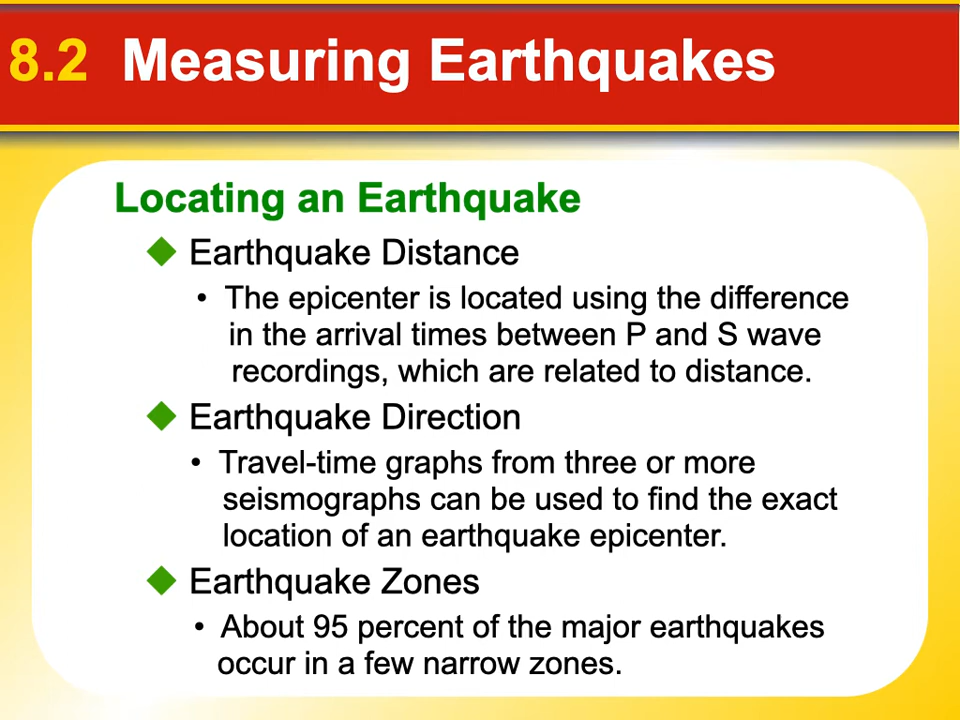 8.2 Measuring Earthquakes
Locating an Earthquake
◆ Earthquake Distance
• The epicenter is located using the difference
in the arrival times between P and S wave
recordings, which are related to distance.
◆ Earthquake Direction
• Travel-time graphs from three or more
seismographs can be used to find the exact
location of an earthquake epicenter.
◆ Earthquake Zones
• About 95 percent of the major earthquakes
occur in a few narrow zones.